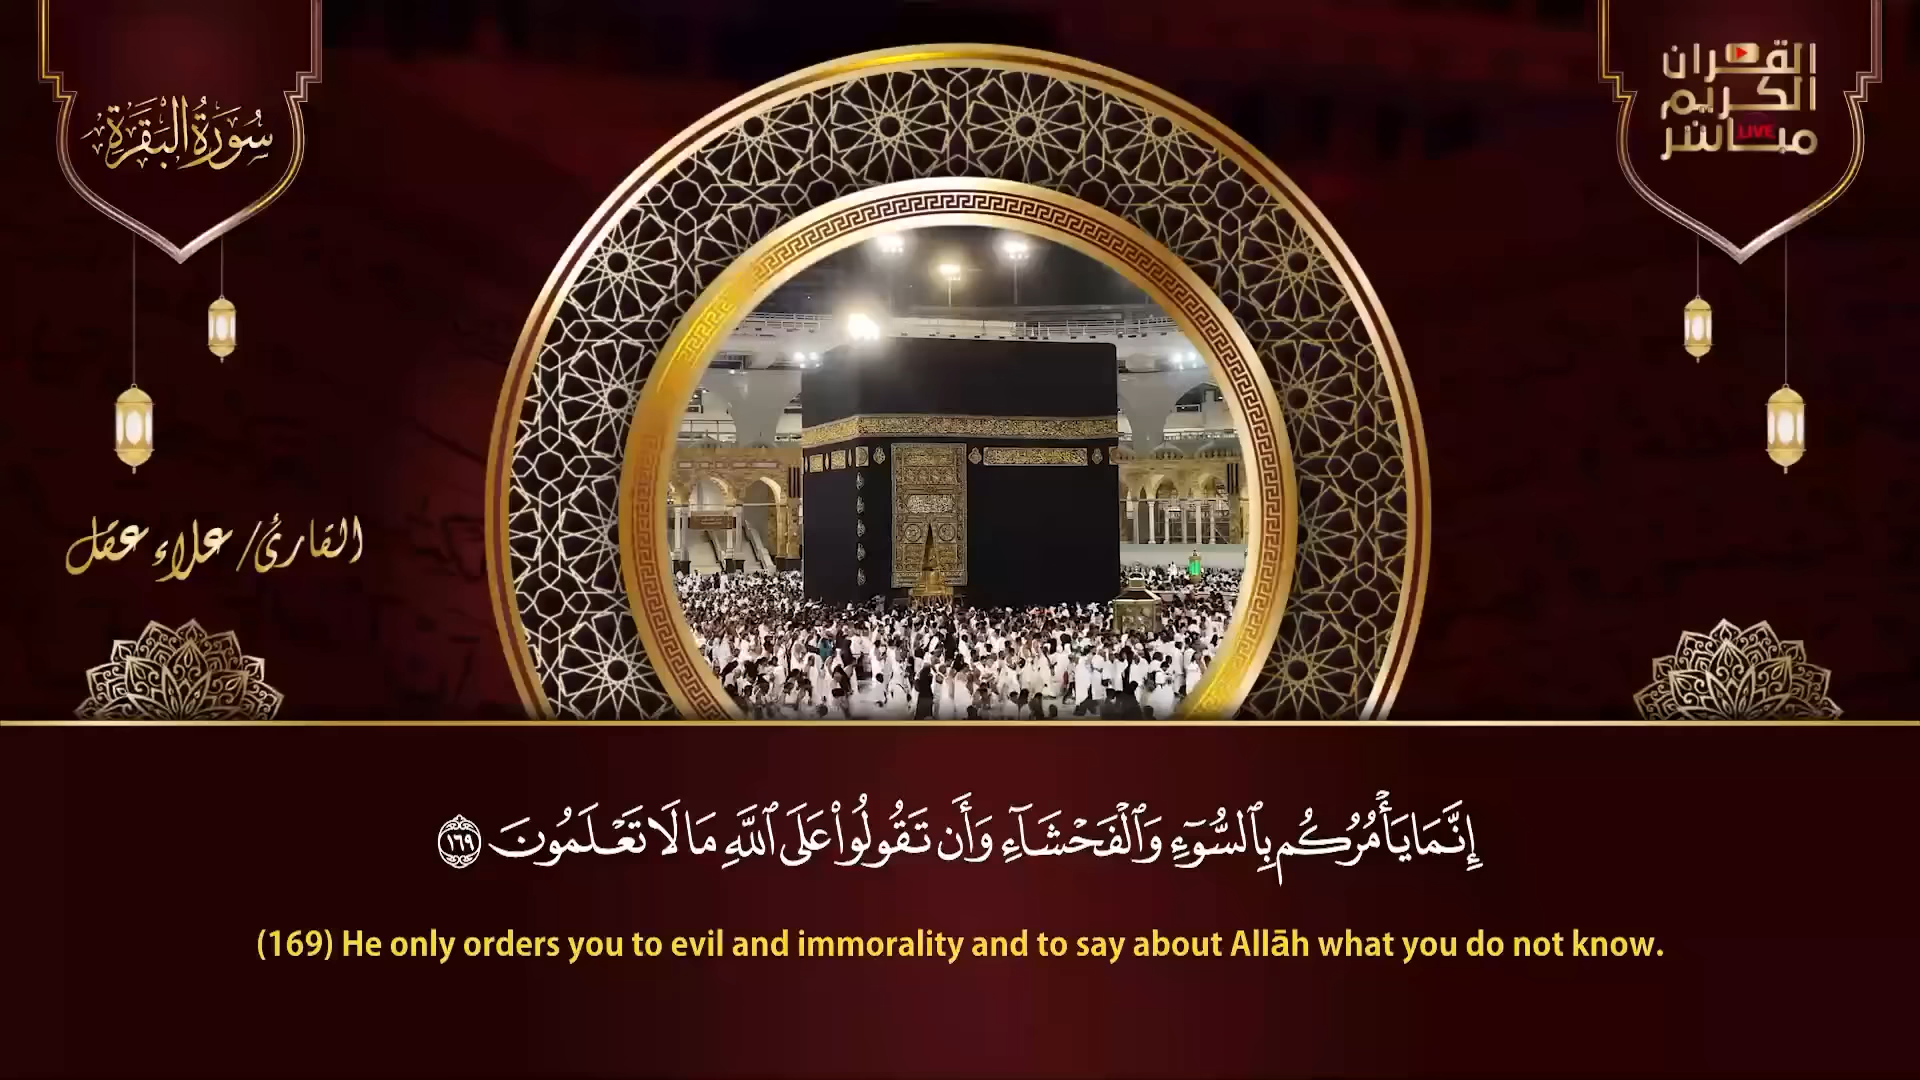 سُورَةُ البَقَرَةِ
القرآن
الكريم
مباشر
LIVE
القارئ/ علاء عقل
إِنَّمَا يَأْمُرُكُم بِٱلسُّوٓءِ وَٱلْفَحْشَآءِ وَأَن تَقُولُوا۟ عَلَى ٱللَّهِ مَا لَا تَعْلَمُونَ ١٦٩
(169) He only orders you to evil and immorality and to say about Allāh what you do not know.